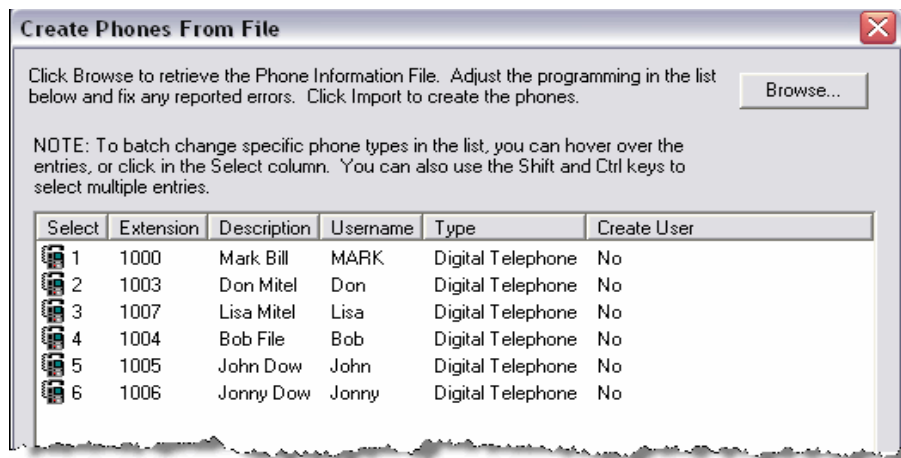 Create Phones From File
Click Browse to retrieve the Phone Information File. Adjust the programming in the list
below and fix any reported errors. Click Import to create the phones.
Browse...
NOTE: To batch change specific phone types in the list, you can hover over the
entries, or click in the Select column. You can also use the Shift and Ctrl keys to
select multiple entries.
Select Extension Description Username Type Create User
1 1000 Mark Bill MARK Digital Telephone No
2 1003 Don Mitel Don Digital Telephone No
3 1007 Lisa Mitel Lisa Digital Telephone No
4 1004 Bob File Bob Digital Telephone No
5 1005 John Dow John Digital Telephone No
6 1006 Jonny Dow Jonny Digital Telephone No